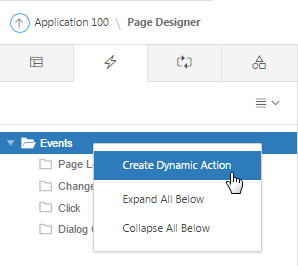 Application 100 \ Page Designer
Events
Create Dynamic Action
Page
Change
Expand All Below
Click
Collapse All Below
Dialog